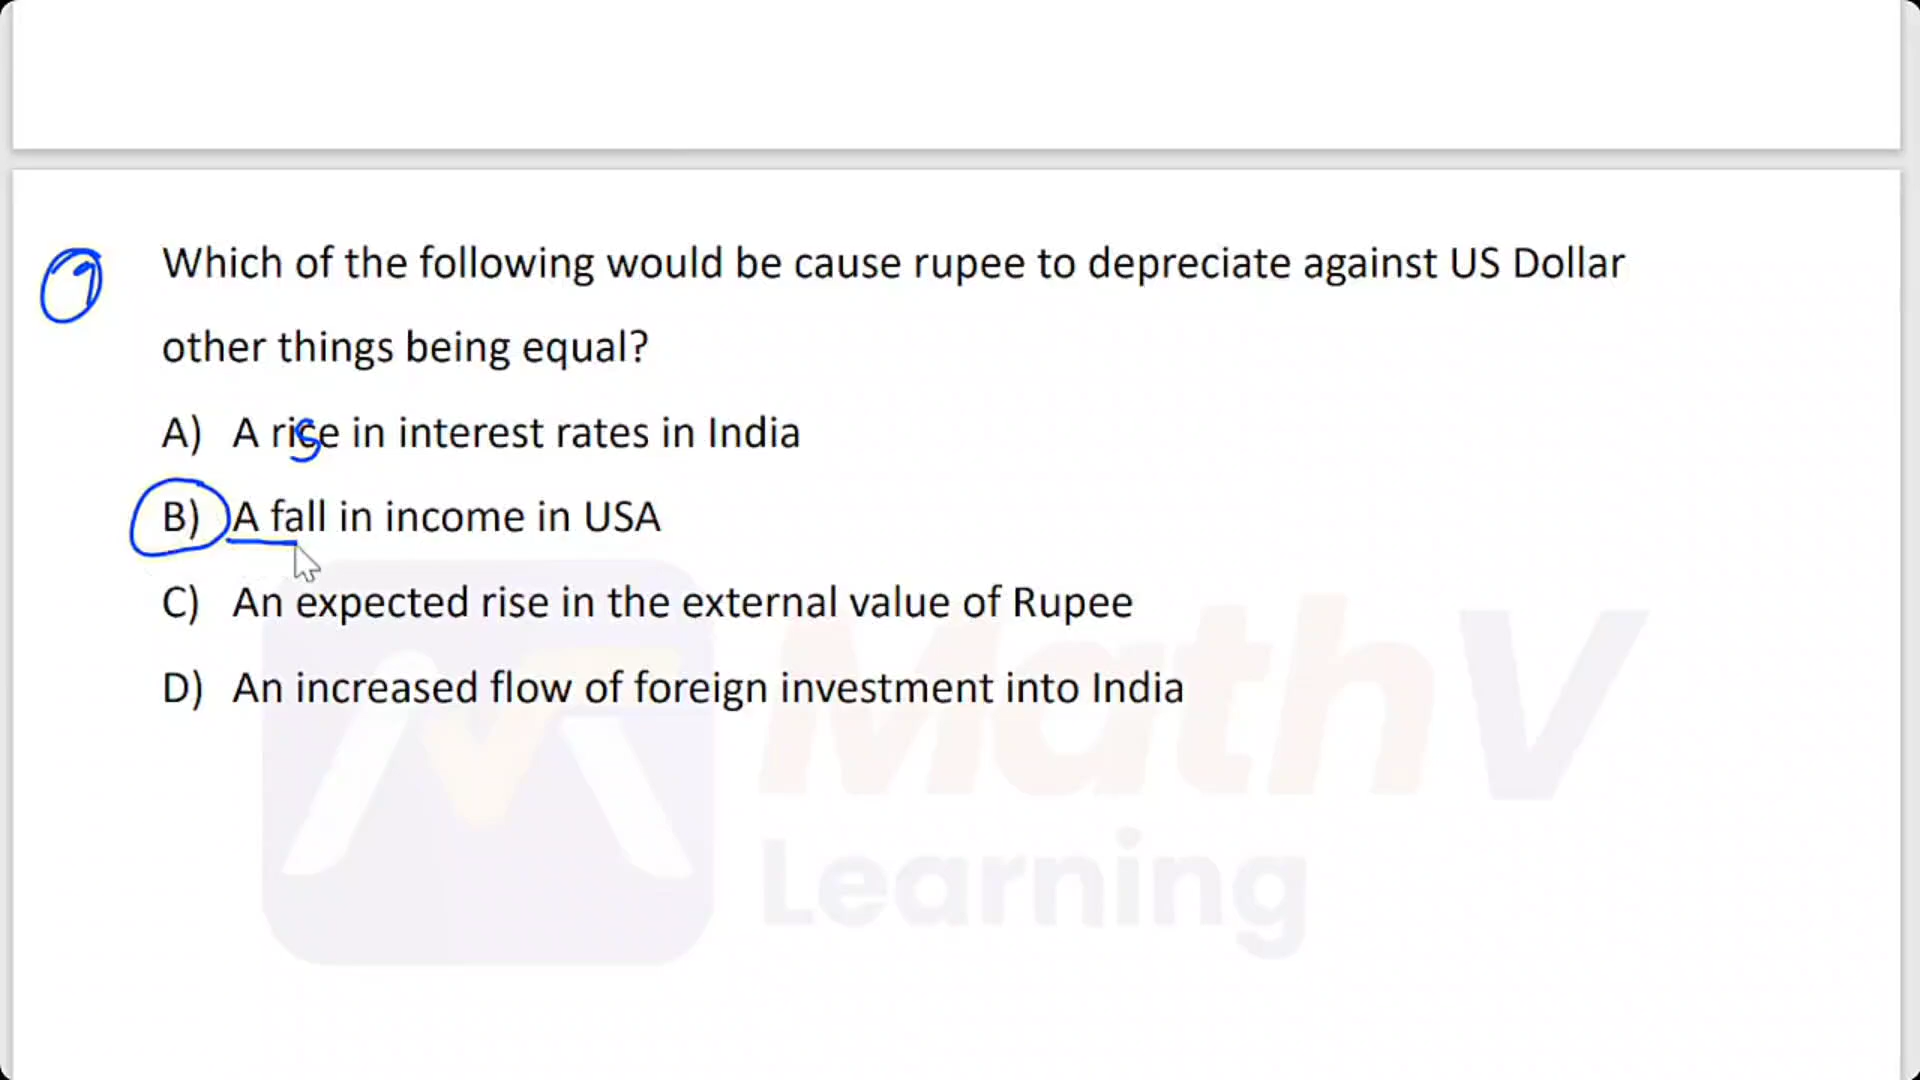 Which of the following would be cause rupee to depreciate against US Dollar
other things being equal?
A) A rise in interest rates in India
B) A fall in income in USA
C) An expected rise in the external value of Rupee
D) An increased flow of foreign investment into India
MathV
Learning